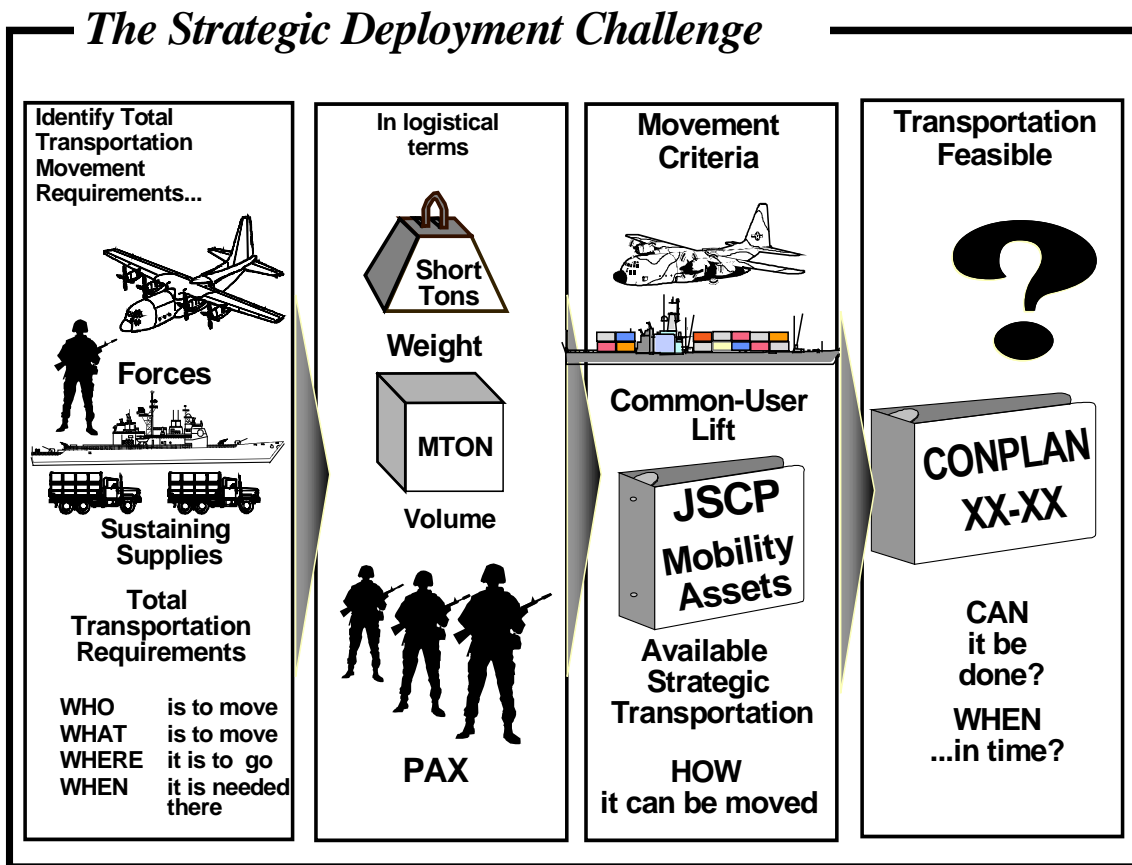 The Strategic Deployment Challenge
Identify Total
Transportation
Movement
Requirements...
Forces
Sustaining
Supplies
Total
Transportation
Requirements
WHO is to move
WHAT is to move
WHERE it is to go
WHEN it is needed
there
In logistical
terms
Short
Tons
Weight
MTON
Volume
PAX
Movement
Criteria
Common-User
Lift
JSCP
Mobility
Assets
Available
Strategic
Transportation
HOW
it can be moved
Transportation
Feasible
?
CONPLAN
XX-XX
CAN
it be
done?
WHEN
...in time?